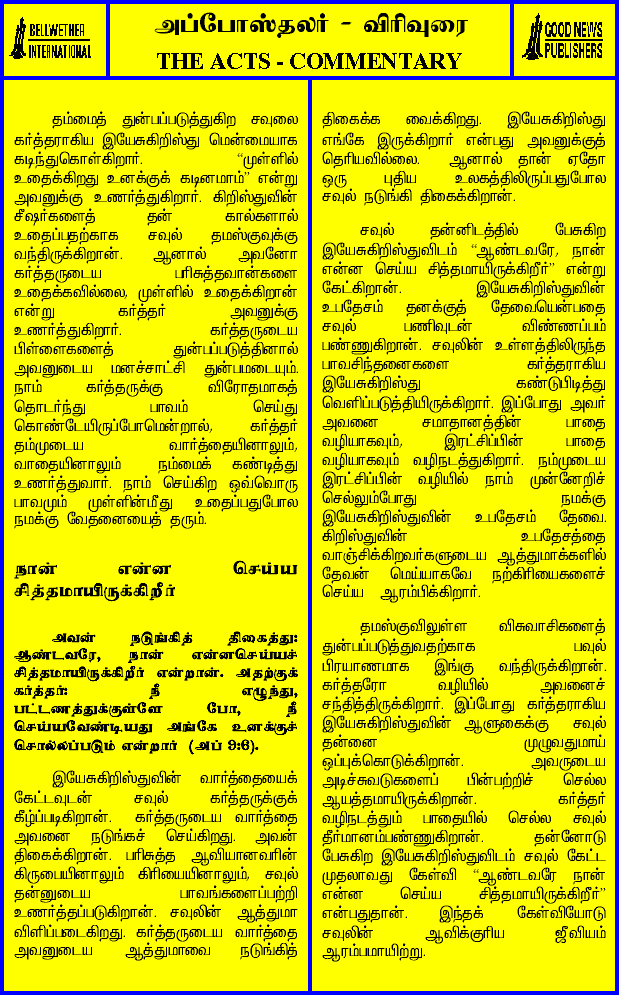 BELLWETHER
INTERNATIONAL
அப்போஸ்தலர் - விரிவுரை
THE ACTS - COMMENTARY
GOOD NEWS
PUBLISHERS
தம்மைத் துன்பப்படுத்துகிற சவுலை
கர்த்தராகிய இயேசுகிறிஸ்து மென்மையாக
கடிந்துகொள்கிறார். “முள்ளில்
உதைக்கிறது உனக்குக் கடினமாம்” என்று
அவனுக்கு உணர்த்துகிறார். கிறிஸ்துவின்
சீஷர்களைத் தன் கால்களால்
உதைப்பதற்காக சவுல் தமஸ்குவுக்கு
வந்திருக்கிறான். ஆனால் அவனோ
கர்த்தருடைய பரிசுத்தவான்களை
உதைக்கவில்லை, முள்ளில் உதைக்கிறான்
என்று கர்த்தர் அவனுக்கு
உணர்த்துகிறார். கர்த்தருடைய
பிள்ளைகளைத் துன்பப்படுத்தினால்
அவனுடைய மனச்சாட்சி துன்பமடையும்.
நாம் கர்த்தருக்கு விரோதமாகத்
தொடர்ந்து பாவம் செய்து
கொண்டேயிருப்போமென்றால், கர்த்தர்
தம்முடைய வார்த்தையினாலும்,
வாதையினாலும் நம்மைக் கண்டித்து
உணர்த்துவார். நாம் செய்கிற ஒவ்வொரு
பாவமும் முள்ளின்மீது உதைப்பதுபோல
நமக்கு வேதனையைத் தரும்.
நான் என்ன செய்ய
சித்தமாயிருக்கிறீர்
அவன் நடுங்கித் திகைத்து:
ஆண்டவரே, நான் என்னசெய்யச்
சித்தமாயிருக்கிறீர் என்றான். அதற்குக்
கர்த்தர்: நீ எழுந்து,
பட்டணத்துக்குள்ளே போ, நீ
செய்யவேண்டியது அங்கே உனக்குச்
சொல்லப்படும் என்றார் (அப் 9:6).
இயேசுகிறிஸ்துவின் வார்த்தையைக்
கேட்டவுடன் சவுல் கர்த்தருக்குக்
கீழ்ப்படிகிறான். கர்த்தருடைய வார்த்தை
அவனை நடுங்கச் செய்கிறது. அவன்
திகைக்கிறான். பரிசுத்த ஆவியானவரின்
கிருபையினாலும் கிரியையினாலும், சவுல்
தன்னுடைய பாவங்களைப்பற்றி
உணர்த்தப்படுகிறான். சவுலின் ஆத்துமா
விளிப்படைகிறது. கர்த்தருடைய வார்த்தை
அவனுடைய ஆத்துமாவை நடுங்கித்
திகைக்க வைக்கிறது. இயேசுகிறிஸ்து
எங்கே இருக்கிறார் என்பது அவனுக்குத்
தெரியவில்லை. ஆனால் தான் ஏதோ
ஒரு புதிய உலகத்திலிருப்பதுபோல
சவுல் நடுங்கி திகைக்கிறான்.
சவுல் தன்னிடத்தில் பேசுகிற
இயேசுகிறிஸ்துவிடம் “ஆண்டவரே, நான்
என்ன செய்ய சித்தமாயிருக்கிறீர்” என்று
கேட்கிறான். இயேசுகிறிஸ்துவின்
உபதேசம் தனக்குத் தேவையென்பதை
சவுல் பணிவுடன் விண்ணப்பம்
பண்ணுகிறான். சவுலின் உள்ளத்திலிருந்த
பாவசிந்தனைகளை கர்த்தராகிய
இயேசுகிறிஸ்து கண்டுபிடித்து
வெளிப்படுத்தியிருக்கிறார். இப்போது அவர்
அவனை சமாதானத்தின் பாதை
வழியாகவும், இரட்சிப்பின் பாதை
வழியாகவும் வழிநடத்துகிறார். நம்முடைய
இரட்சிப்பின் வழியில் நாம் முன்னேறிச்
செல்லும்போது நமக்கு
இயேசுகிறிஸ்துவின் உபதேசம் தேவை.
கிறிஸ்துவின் உபதேசத்தை
வாஞ்சிக்கிறவர்களுடைய ஆத்துமாக்களில்
தேவன் மெய்யாகவே நற்கிரியைகளைச்
செய்ய ஆரம்பிக்கிறார்.
தமஸ்குவிலுள்ள விசுவாசிகளைத்
துன்பப்படுத்துவதற்காக பவுல்
பிரயாணமாக இங்கு வந்திருக்கிறான்.
கர்த்தரோ வழியில் அவனைச்
சந்தித்திருக்கிறார். இப்போது கர்த்தராகிய
இயேசுகிறிஸ்துவின் ஆளுகைக்கு சவுல்
தன்னை முழுவதுமாய்
ஒப்புக்கொடுக்கிறான். அவருடைய
அடிச்சுவடுகளைப் பின்பற்றிச் செல்ல
ஆயத்தமாயிருக்கிறான். கர்த்தர்
வழிநடத்தும் பாதையில் செல்ல சவுல்
தீர்மானம்பண்ணுகிறான். தன்னோடு
பேசுகிற இயேசுகிறிஸ்துவிடம் சவுல் கேட்ட
முதலாவது கேள்வி “ஆண்டவரே நான்
என்ன செய்ய சித்தமாயிருக்கிறீர்”
என்பதுதான். இந்தக் கேள்வியோடு
சவுலின் ஆவிக்குரிய ஜீவியம்
ஆரம்பமாயிற்று.